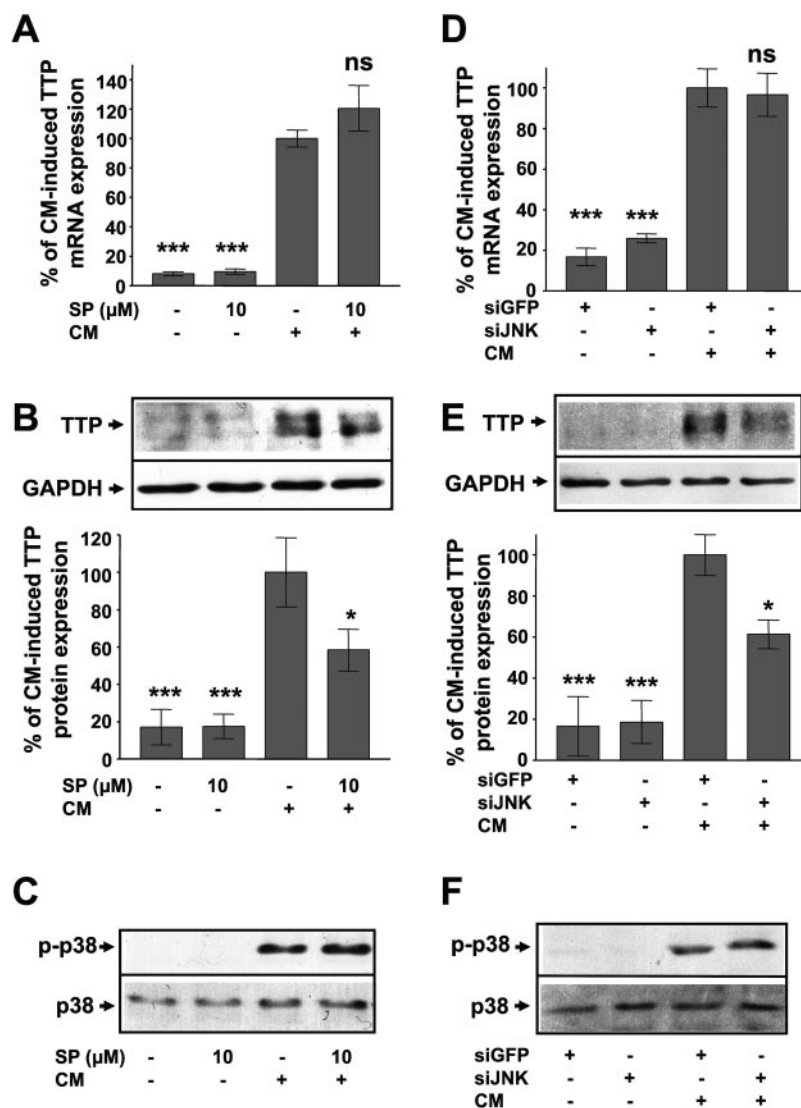 A
% of CM-induced TTP
mRNA expression
140
120
100
80
60
40
20
0
*** *** ns
SP (µM) - 10 - 10
CM - - + +
B
TTP
GAPDH
% of CM-induced TTP
protein expression
120
100
80
60
40
20
0
*** *** *
SP (µM) - 10 - 10
CM - - + +
C
p-p38
p38
SP (µM) - 10 - 10
CM - - + +
D
% of CM-induced TTP
mRNA expression
100
80
60
40
20
0
*** *** ns
siGFP + - + -
siJNK - + - +
CM - - + +
E
TTP
GAPDH
% of CM-induced TTP
protein expression
100
80
60
40
20
0
*** *** *
siGFP + - + -
siJNK - + - +
CM - - + +
F
p-p38
p38
siGFP + - + -
siJNK - + - +
CM - - + +